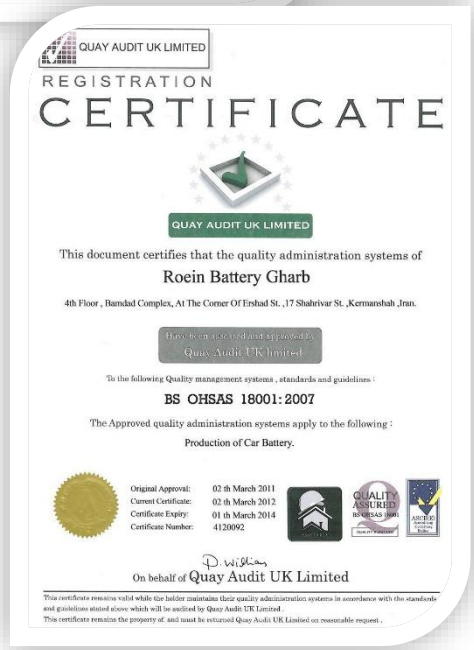 QUAY AUDIT UK LIMITED
REGISTRATION
CERTIFICATE
QUAY AUDIT UK LIMITED
This document certifies that the quality administration systems of
Roein Battery Gharb
4th Floor , Bamdad Complex, At The Corner Of Ershad St. ,17 Shahrivar St. ,Kermanshah ,Iran.
Have been assessed and approved by
Quay Audit UK limited
To the following Quality management systems , standards and guidelines :
BS OHSAS 18001:2007
The Approved quality administration systems apply to the following :
Production of Car Battery.
Original Approval: 02 th March 2011
Current Certificate: 02 th March 2012
Certificate Expiry: 01 th March 2014
Certificate Number: 4120092
QUALITY
ASSURED
BS OHSAS 18001
On behalf of Quay Audit UK Limited
This certificate remains valid while the holder maintains their quality administration systems in accordance with the standards
and guidelines stated above which will be audited by Quay Audit UK Limited .
This certificate remains the property of and must be returned Quay Audit UK Limited on reasonable request .